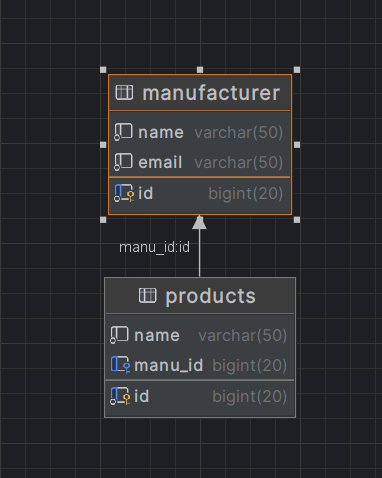 manufacturer
name varchar(50)
email varchar(50)
id bigint(20)
manu_id:id
products
name varchar(50)
manu_id bigint(20)
id bigint(20)